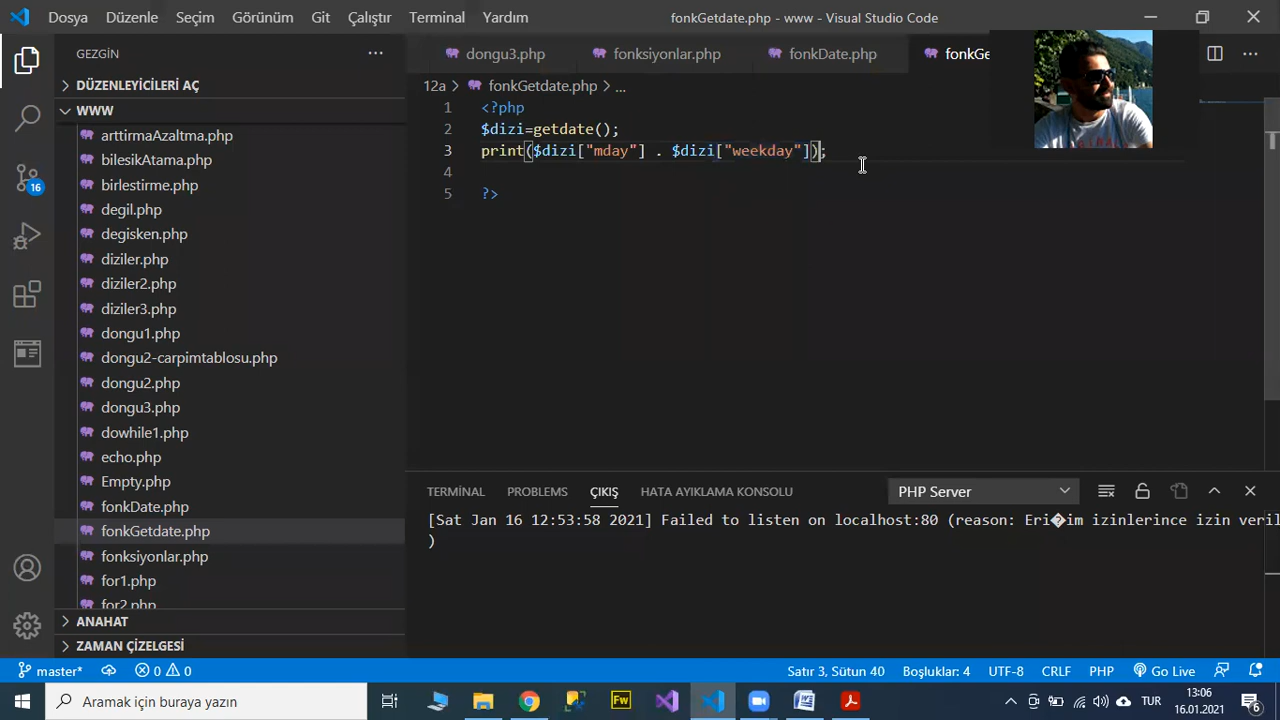 Dosya Düzenle Seçim Görünüm Git Çalıştır Terminal Yardım fonkGetdate.php - www - Visual Studio Code
GEZGİN
DÜZENLEYİCİLERİ AÇ
WWW
arttirmaAzaltma.php
bilesikAtama.php
birlestirme.php
degil.php
degisken.php
diziler.php
diziler2.php
diziler3.php
dongu1.php
dongu2-carpimtablosu.php
dongu2.php
dongu3.php
dowhile1.php
echo.php
Empty.php
fonkDate.php
fonkGetdate.php
fonksiyonlar.php
for1.php
for2.php
ANAHAT
ZAMAN ÇİZELGESİ
16
dongu3.php fonksiyonlar.php fonkDate.php fonkGe
12a > fonkGetdate.php > ...
1 <?php
2 $dizi=getdate();
3 print($dizi["mday"] . $dizi["weekday"]);
4
5 ?>
TERMİNAL PROBLEMS ÇIKIŞ HATA AYIKLAMA KONSOLU PHP Server
[Sat Jan 16 12:53:58 2021] Failed to listen on localhost:80 (reason: Eri�im izinlerince izin veril
)
master* 0 0 Satır 3, Sütun 40 Boşluklar: 4 UTF-8 CRLF PHP Go Live
Aramak için buraya yazın Fw TUR 13:06
16.01.2021 6